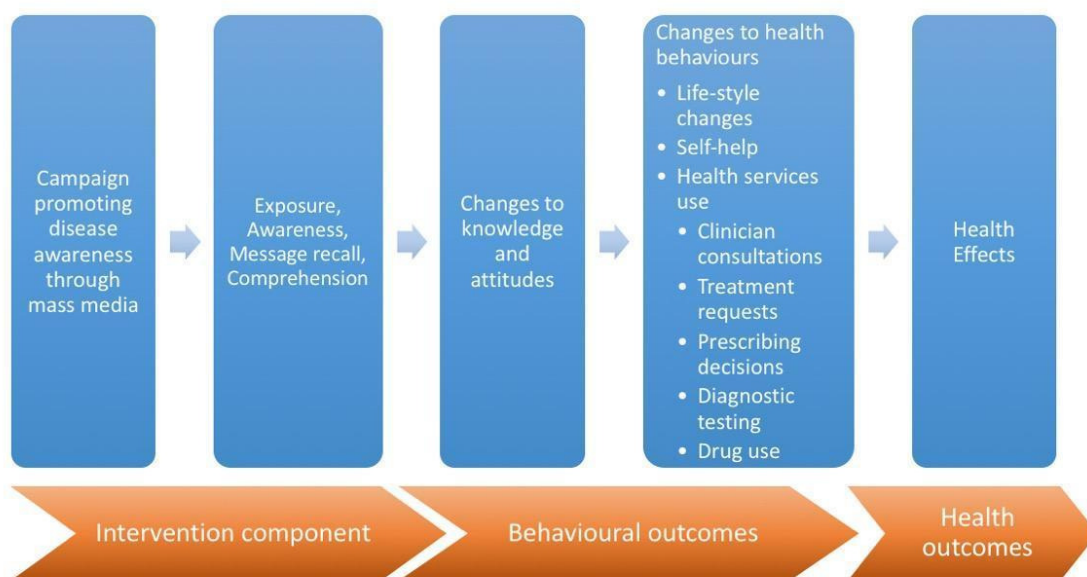 Campaign
promoting
disease
awareness
through
mass media
Exposure,
Awareness,
Message recall,
Comprehension
Changes to
knowledge
and
attitudes
Changes to health
behaviours
• Life-style
changes
• Self-help
• Health services
use
• Clinician
consultations
• Treatment
requests
• Prescribing
decisions
• Diagnostic
testing
• Drug use
Health
Effects
Intervention component
Behavioural outcomes
Health
outcomes